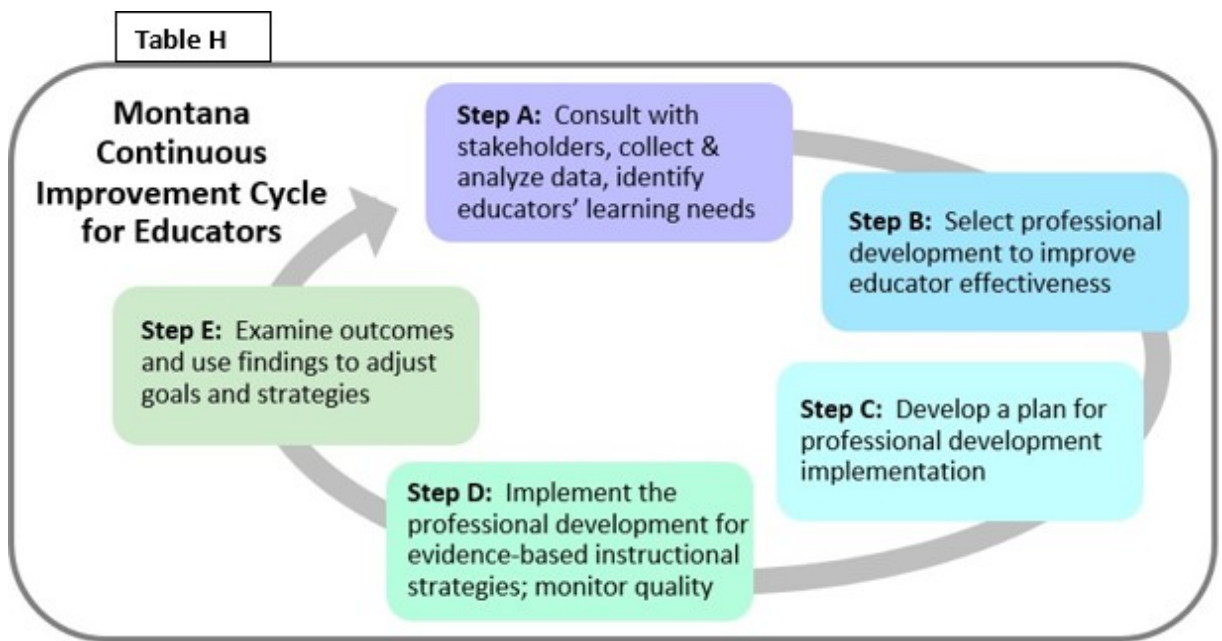 Table H
Montana
Continuous
Improvement Cycle
for Educators
Step A: Consult with
stakeholders, collect &
analyze data, identify
educators’ learning needs
Step B: Select professional
development to improve
educator effectiveness
Step C: Develop a plan for
professional development
implementation
Step D: Implement the
professional development for
evidence-based instructional
strategies; monitor quality
Step E: Examine outcomes
and use findings to adjust
goals and strategies